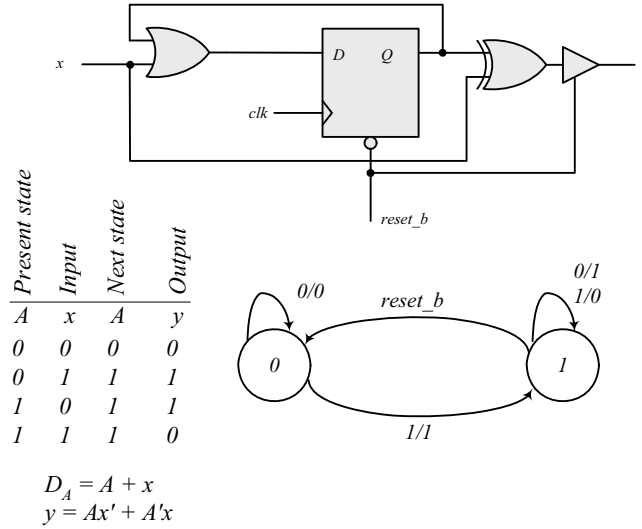 x
D Q
clk
reset_b
Present state
Input
Next state
Output
A x A y
0 0 0 0
0 1 1 1
1 0 1 1
1 1 1 0
0/0
reset_b
0/1
1/0
0
1
1/1
D_A = A + x
y = Ax' + A'x